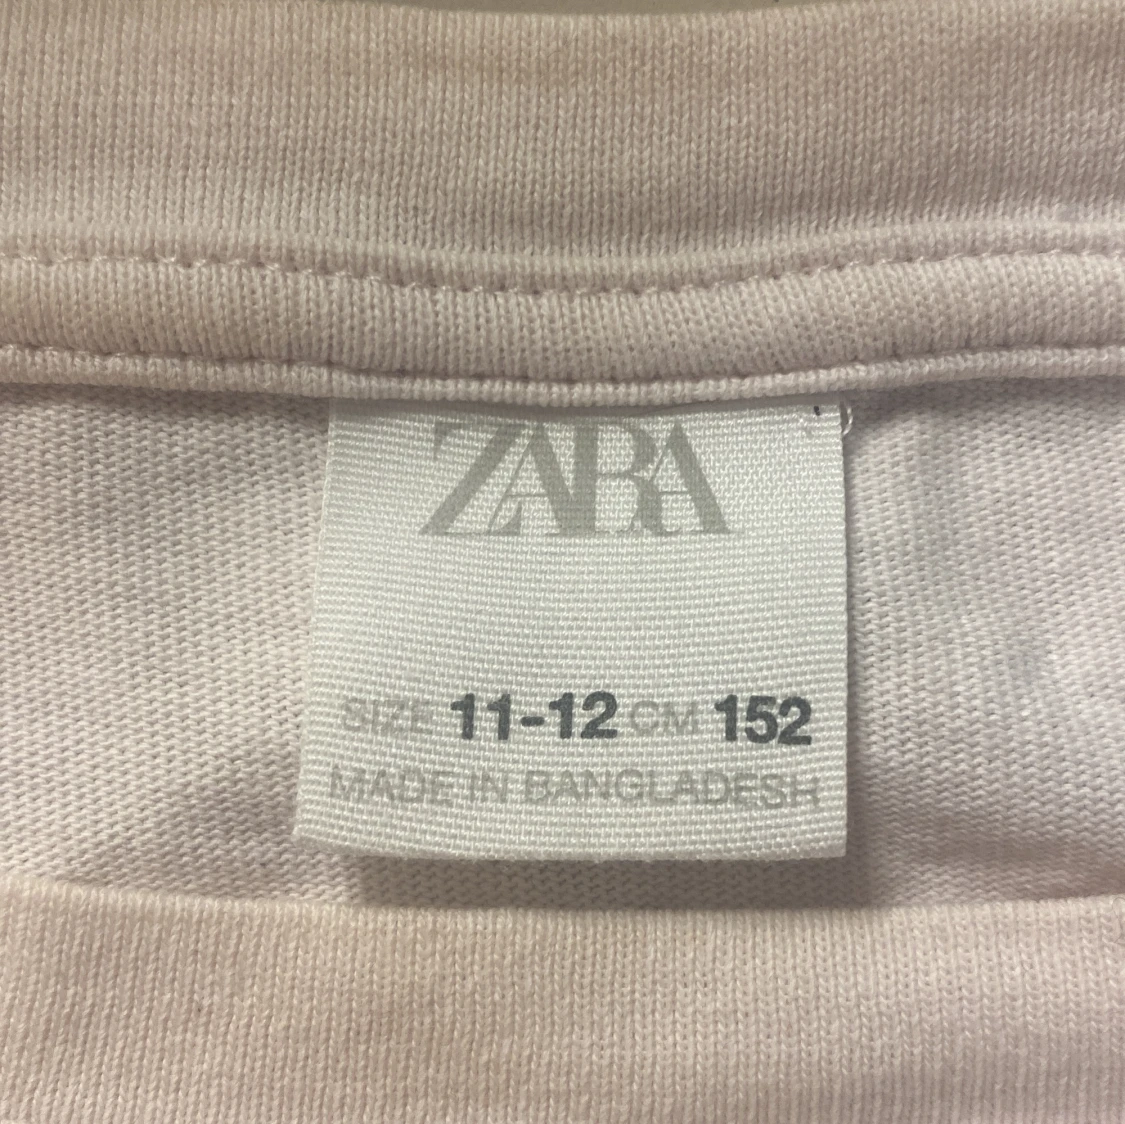 ZARA
SIZE 11-12 CM 152
MADE IN BANGLADESH